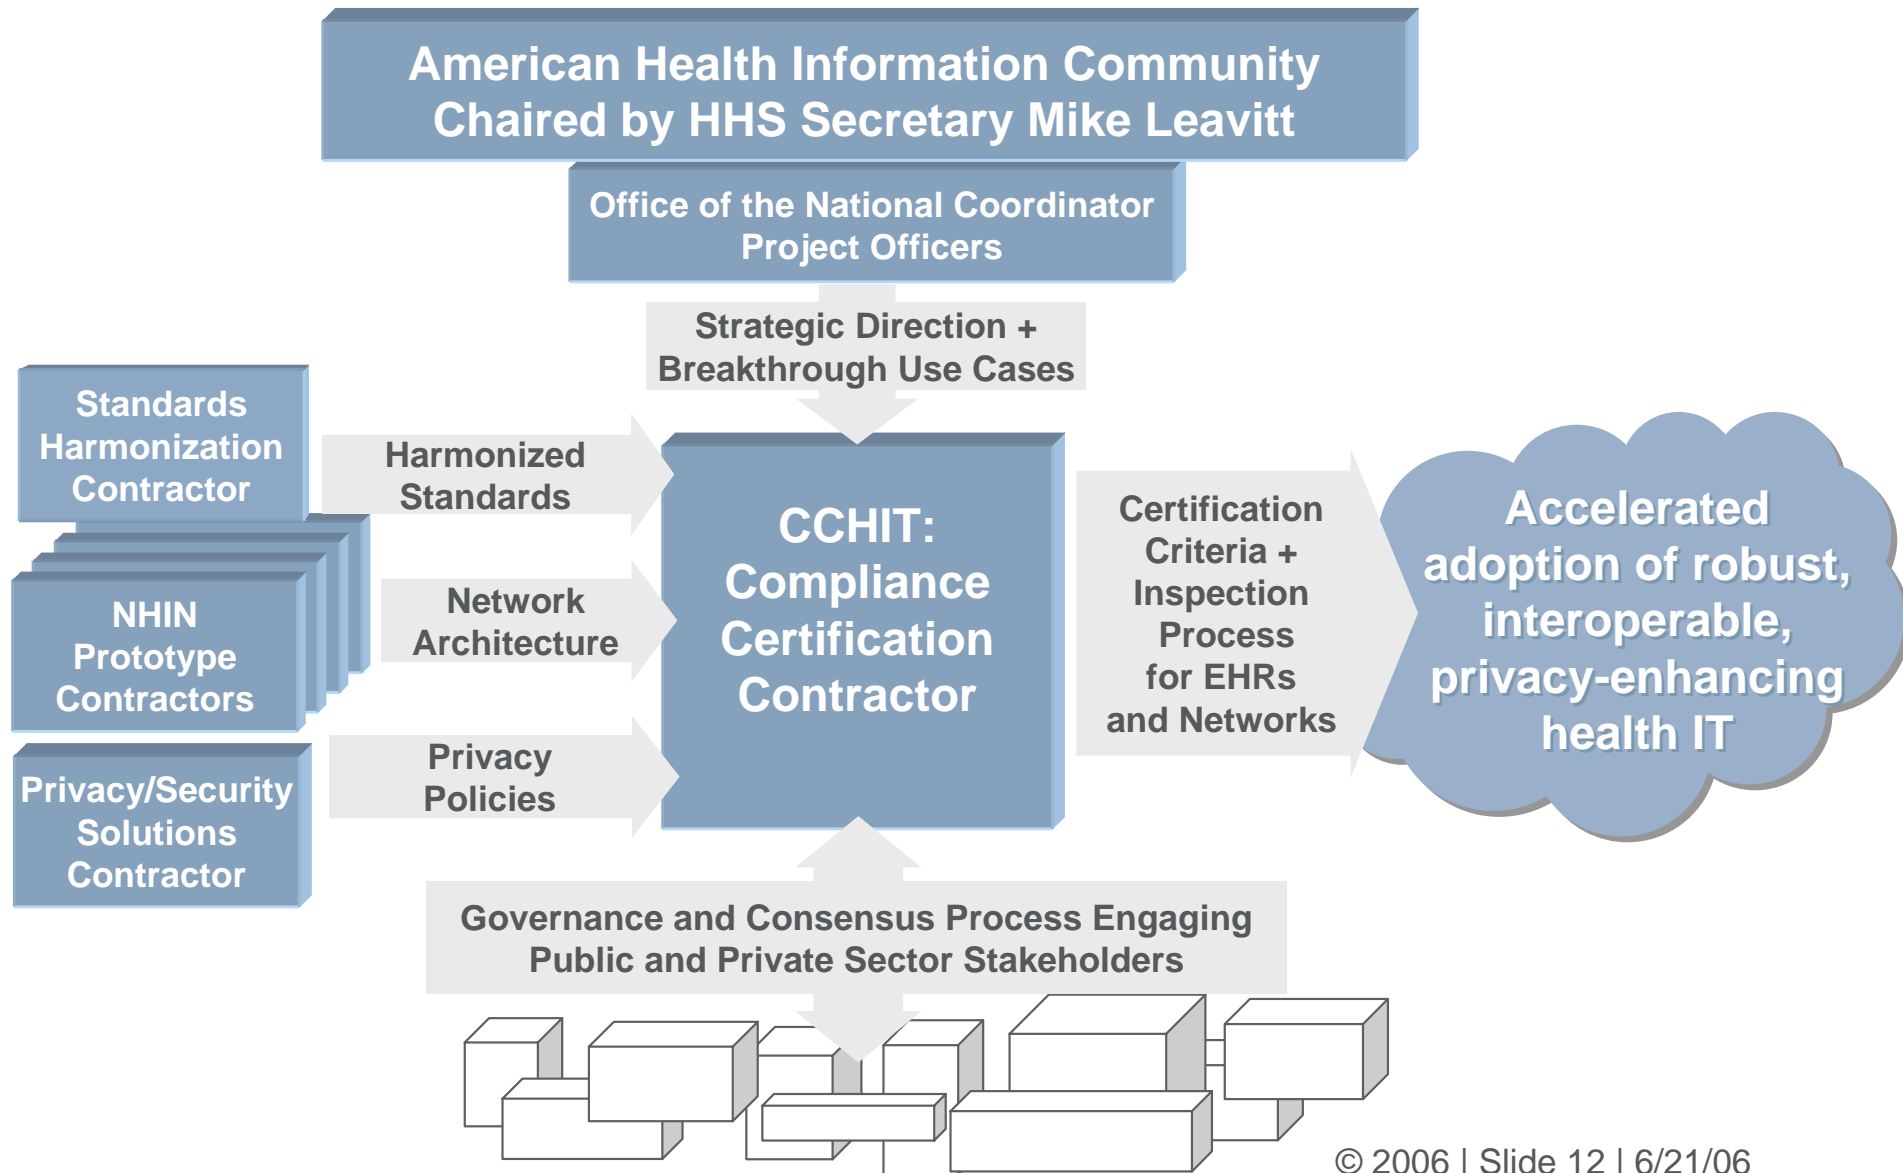 American Health Information Community
Chaired by HHS Secretary Mike Leavitt
Office of the National Coordinator
Project Officers
Strategic Direction +
Breakthrough Use Cases
Standards
Harmonization
Contractor
Harmonized
Standards
NHIN
Prototype
Contractors
Network
Architecture
Privacy/Security
Solutions
Contractor
Privacy
Policies
CCHIT:
Compliance
Certification
Contractor
Certification
Criteria +
Inspection
Process
for EHRs
and Networks
Accelerated
adoption of robust,
interoperable,
privacy-enhancing
health IT
Governance and Consensus Process Engaging
Public and Private Sector Stakeholders
© 2006 | Slide 12 | 6/21/06